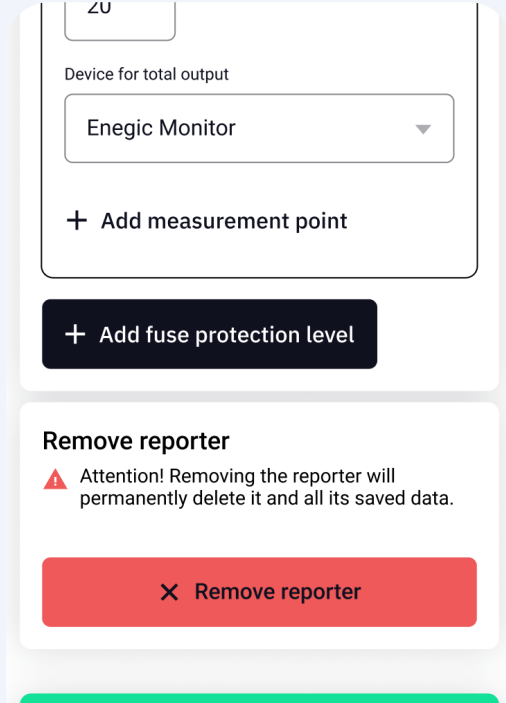 20
Device for total output
Enegic Monitor
Add measurement point
Add fuse protection level
Remove reporter
Attention! Removing the reporter will
permanently delete it and all its saved data.
Remove reporter